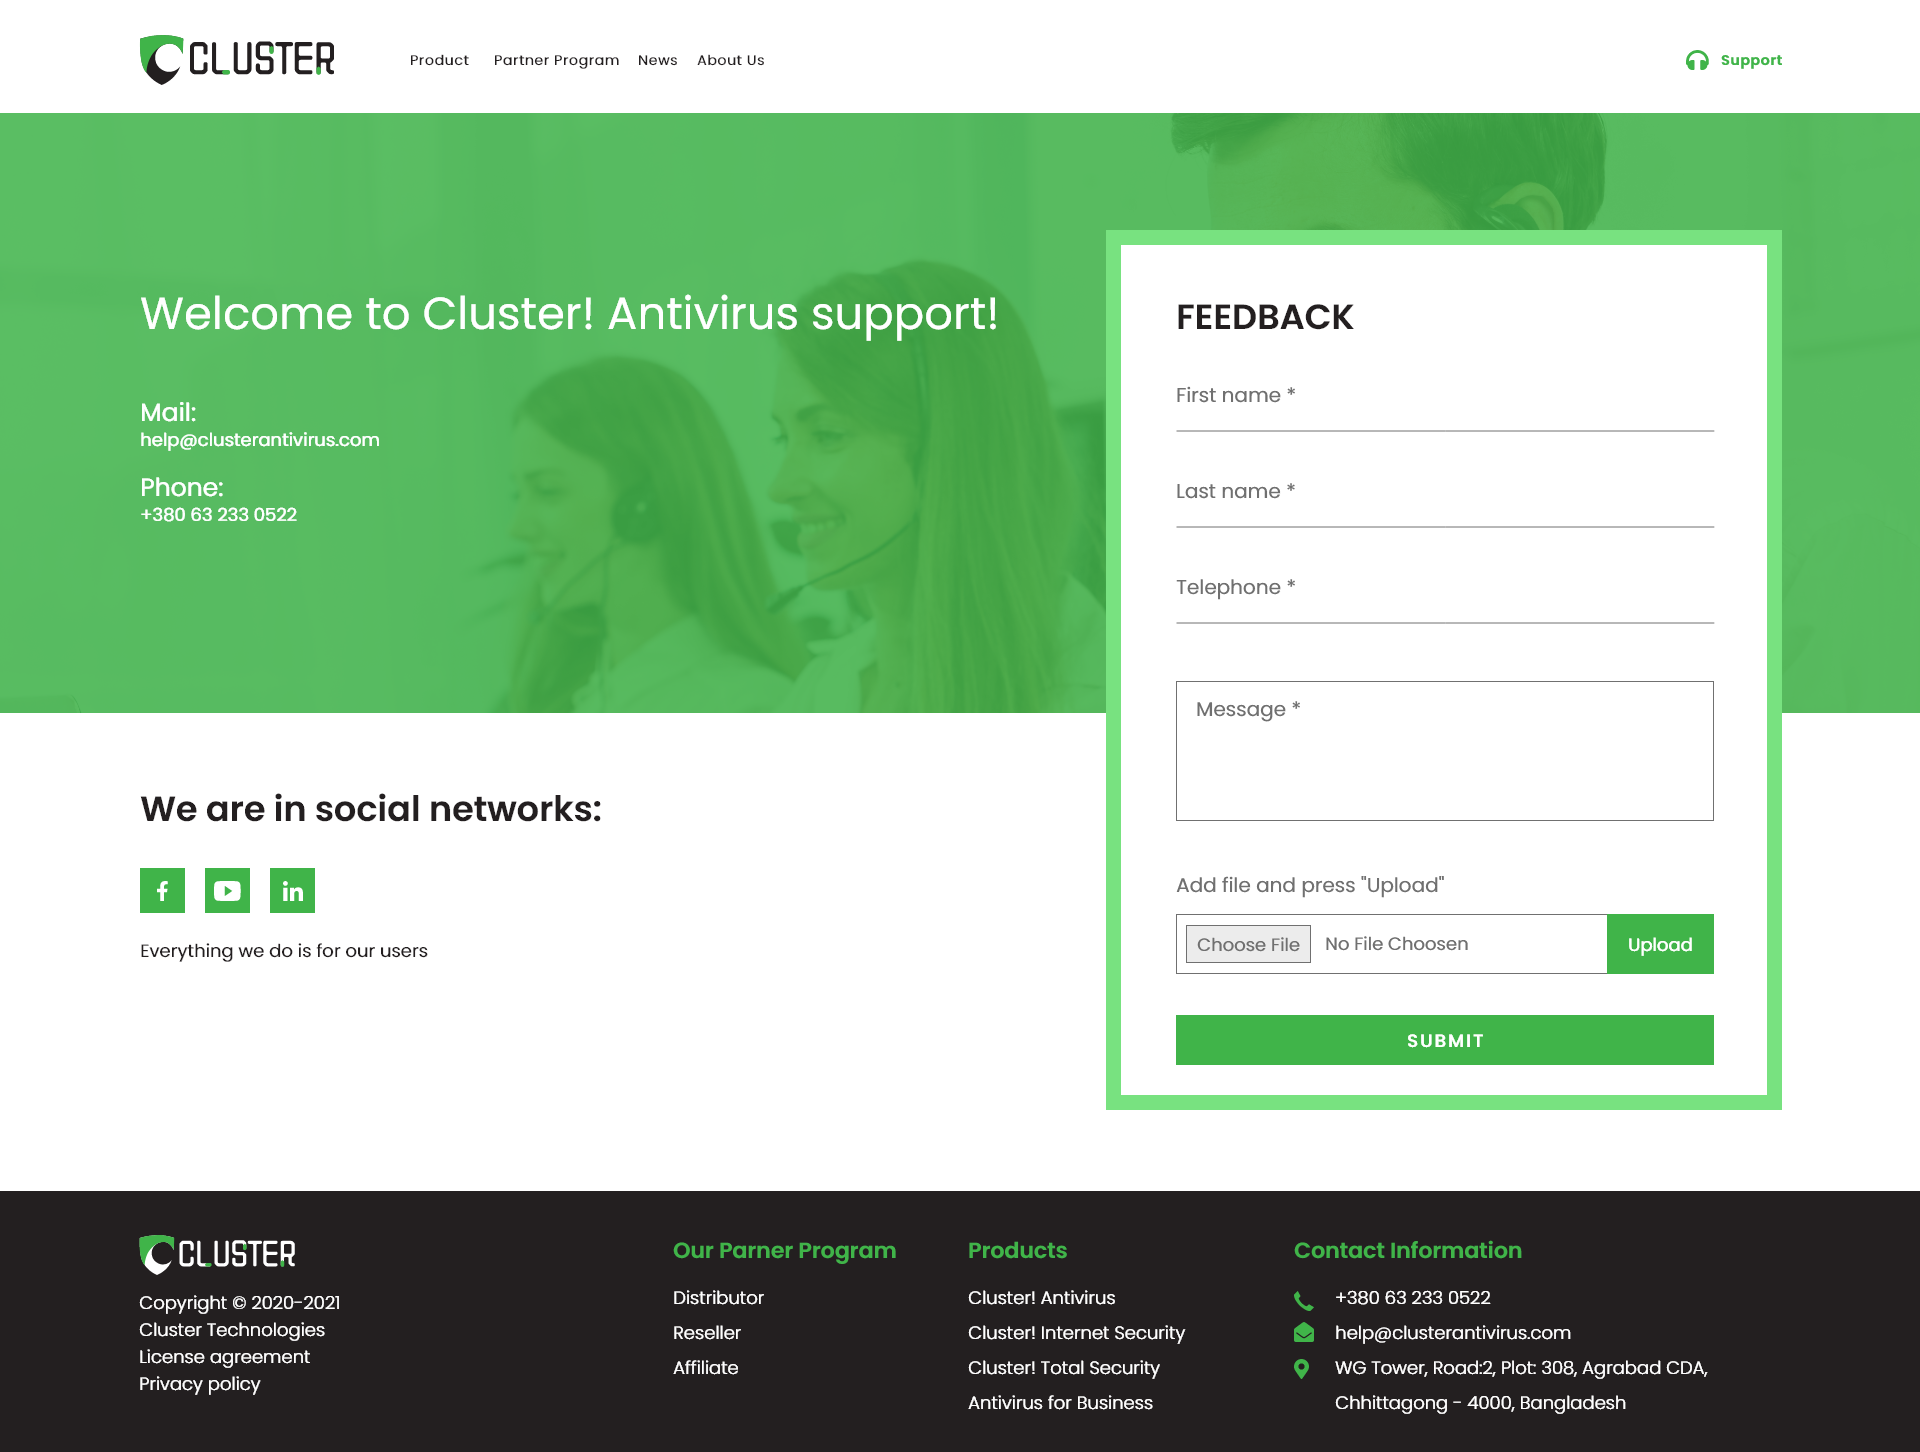 CLUSTER
Product
Partner Program
News
About Us
Support
Welcome to Cluster! Antivirus support!
Mail:
help@clusterantivirus.com
Phone:
+380 63 233 0522
FEEDBACK
First name *
Last name *
Telephone *
Message *
Add file and press "Upload"
Choose File
No File Choosen
Upload
SUBMIT
We are in social networks:
f
in
Everything we do is for our users
CLUSTER
Copyright © 2020-2021
Cluster Technologies
License agreement
Privacy policy
Our Parner Program
Distributor
Reseller
Affiliate
Products
Cluster! Antivirus
Cluster! Internet Security
Cluster! Total Security
Antivirus for Business
Contact Information
+380 63 233 0522
help@clusterantivirus.com
WG Tower, Road:2, Plot: 308, Agrabad CDA,
Chhittagong - 4000, Bangladesh